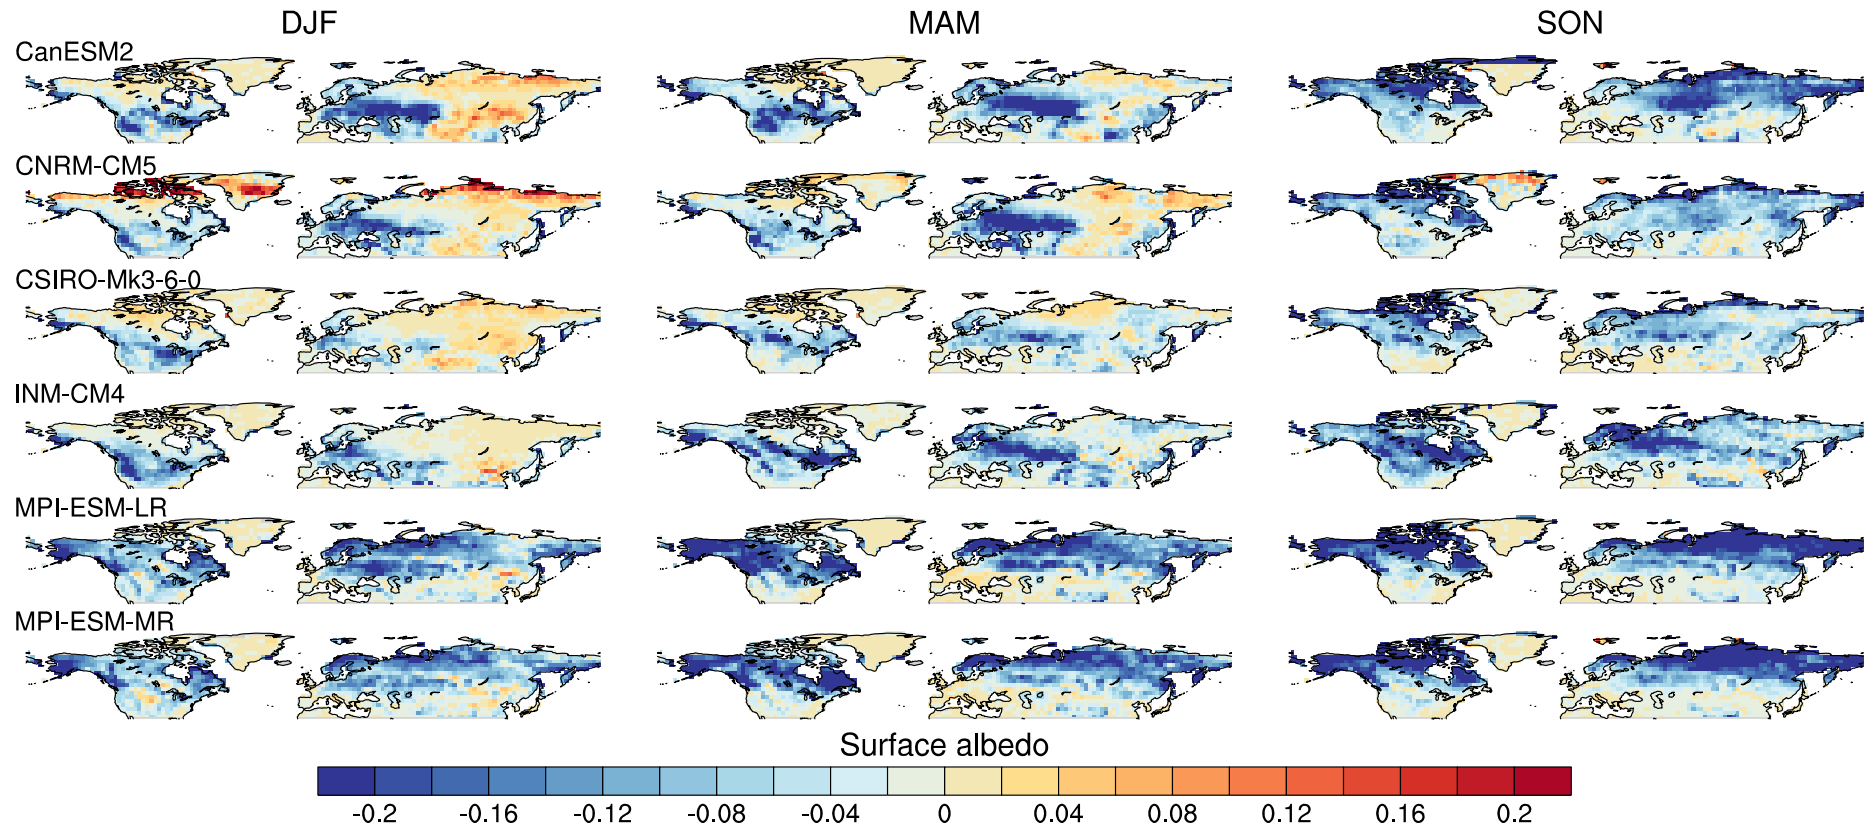 DJF MAM SON
CanESM2
CNRM-CM5
CSIRO-Mk3-6-0
INM-CM4
MPI-ESM-LR
MPI-ESM-MR
Surface albedo
-0.2 -0.16 -0.12 -0.08 -0.04 0 0.04 0.08 0.12 0.16 0.2